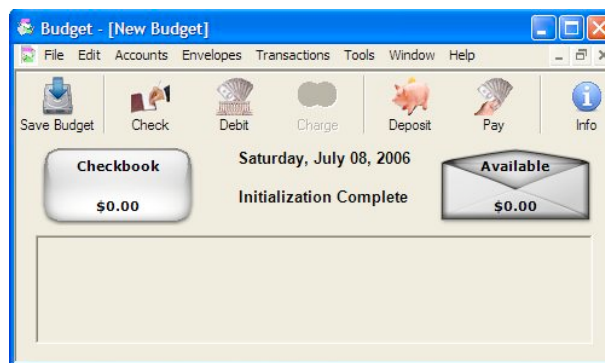 Budget - [New Budget]
File Edit Accounts Envelopes Transactions Tools Window Help
Save Budget Check Debit Charge Deposit Pay Info
Saturday, July 08, 2006
Checkbook Available
Initialization Complete
$0.00 $0.00